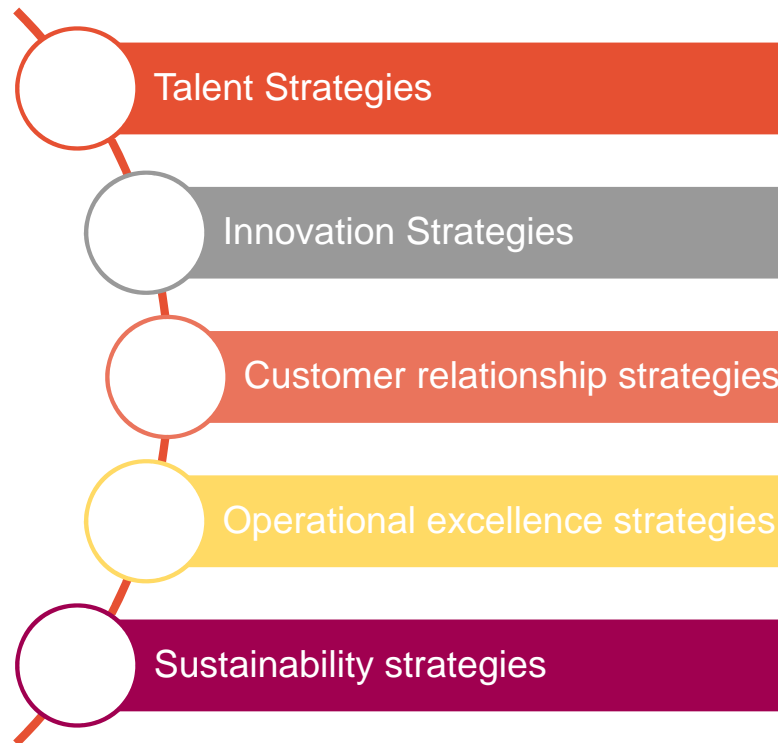 Talent Strategies
Innovation Strategies
Customer relationship strategies
Operational excellence strategies
Sustainability strategies